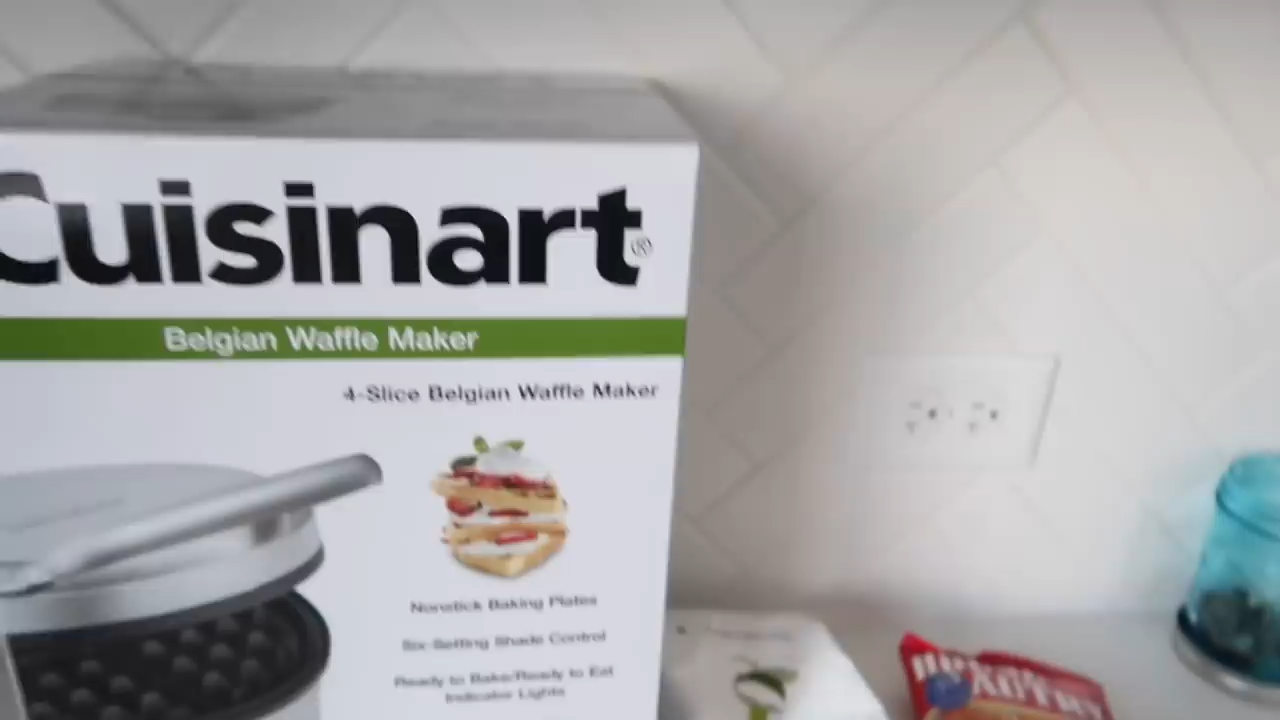 Cuisinart®
Belgian Waffle Maker
4-Slice Belgian Waffle Maker
Nonstick Baking Plates
Six-Setting Shade Control
Ready to Bake/Ready to Eat
Indicator Lights